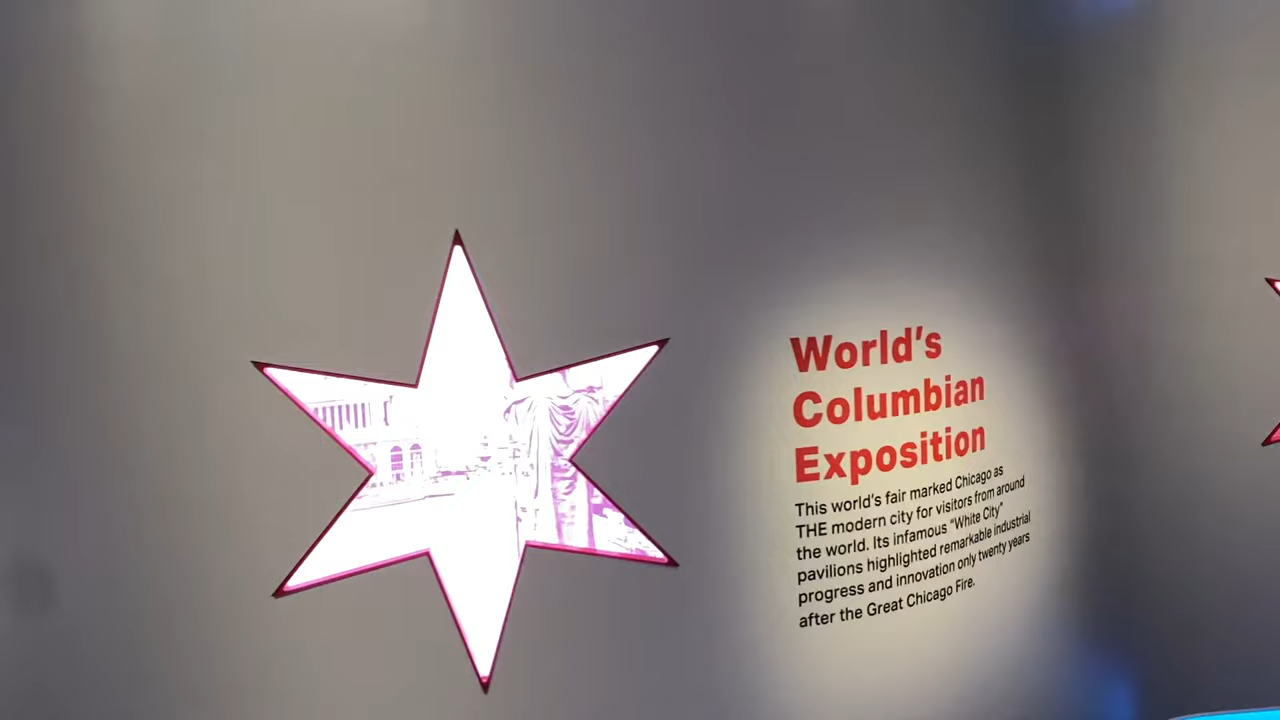 World's
Columbian
Exposition
This world's fair marked Chicago as
THE modern city for visitors from around
the world. Its infamous "White City"
pavilions highlighted remarkable industrial
progress and innovation only twenty years
after the Great Chicago Fire.